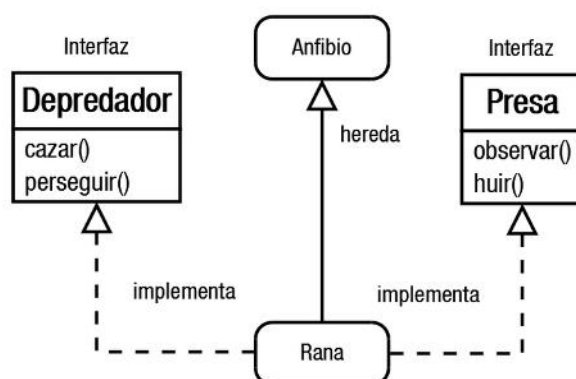 Interfaz
Depredador
cazar()
perseguir()
Anfibio
hereda
Interfaz
Presa
observar()
huir()
implementa
implementa
Rana